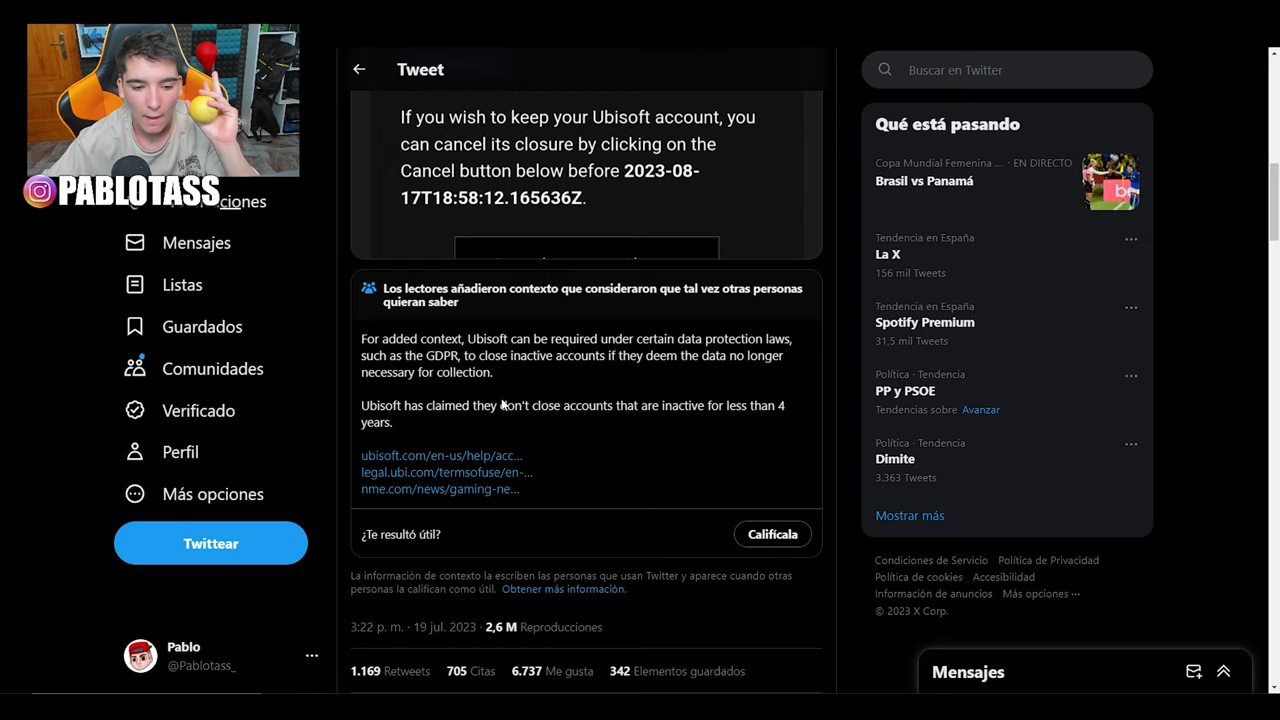 PABLOTASS
ciones
Mensajes
Listas
Guardados
Comunidades
Verificado
Perfil
Más opciones
Twittear
Pablo
@Pablotass_
Tweet
If you wish to keep your Ubisoft account, you
can cancel its closure by clicking on the
Cancel button below before 2023-08-
17T18:58:12.165636Z.
Los lectores añadieron contexto que consideraron que tal vez otras personas
quieran saber
For added context, Ubisoft can be required under certain data protection laws,
such as the GDPR, to close inactive accounts if they deem the data no longer
necessary for collection.
Ubisoft has claimed they don't close accounts that are inactive for less than 4
years.
ubisoft.com/en-us/help/acc...
legal.ubi.com/termsofuse/en-...
nme.com/news/gaming-ne...
¿Te resultó útil?
Califícala
La información de contexto la escriben las personas que usan Twitter y aparece cuando otras
personas la califican como útil. Obtener más información.
3:22 p. m. · 19 jul. 2023 · 2,6 M Reproducciones
1.169 Retweets 705 Citas 6.737 Me gusta 342 Elementos guardados
Buscar en Twitter
Qué está pasando
Copa Mundial Femenina ... · EN DIRECTO
Brasil vs Panamá
Tendencia en España
La X
156 mil Tweets
Tendencia en España
Spotify Premium
31,5 mil Tweets
Política · Tendencia
PP y PSOE
Tendencias sobre Avanzar
Política · Tendencia
Dimite
3.363 Tweets
Mostrar más
Condiciones de Servicio Política de Privacidad
Política de cookies Accesibilidad
Información de anuncios Más opciones ···
© 2023 X Corp.
Mensajes